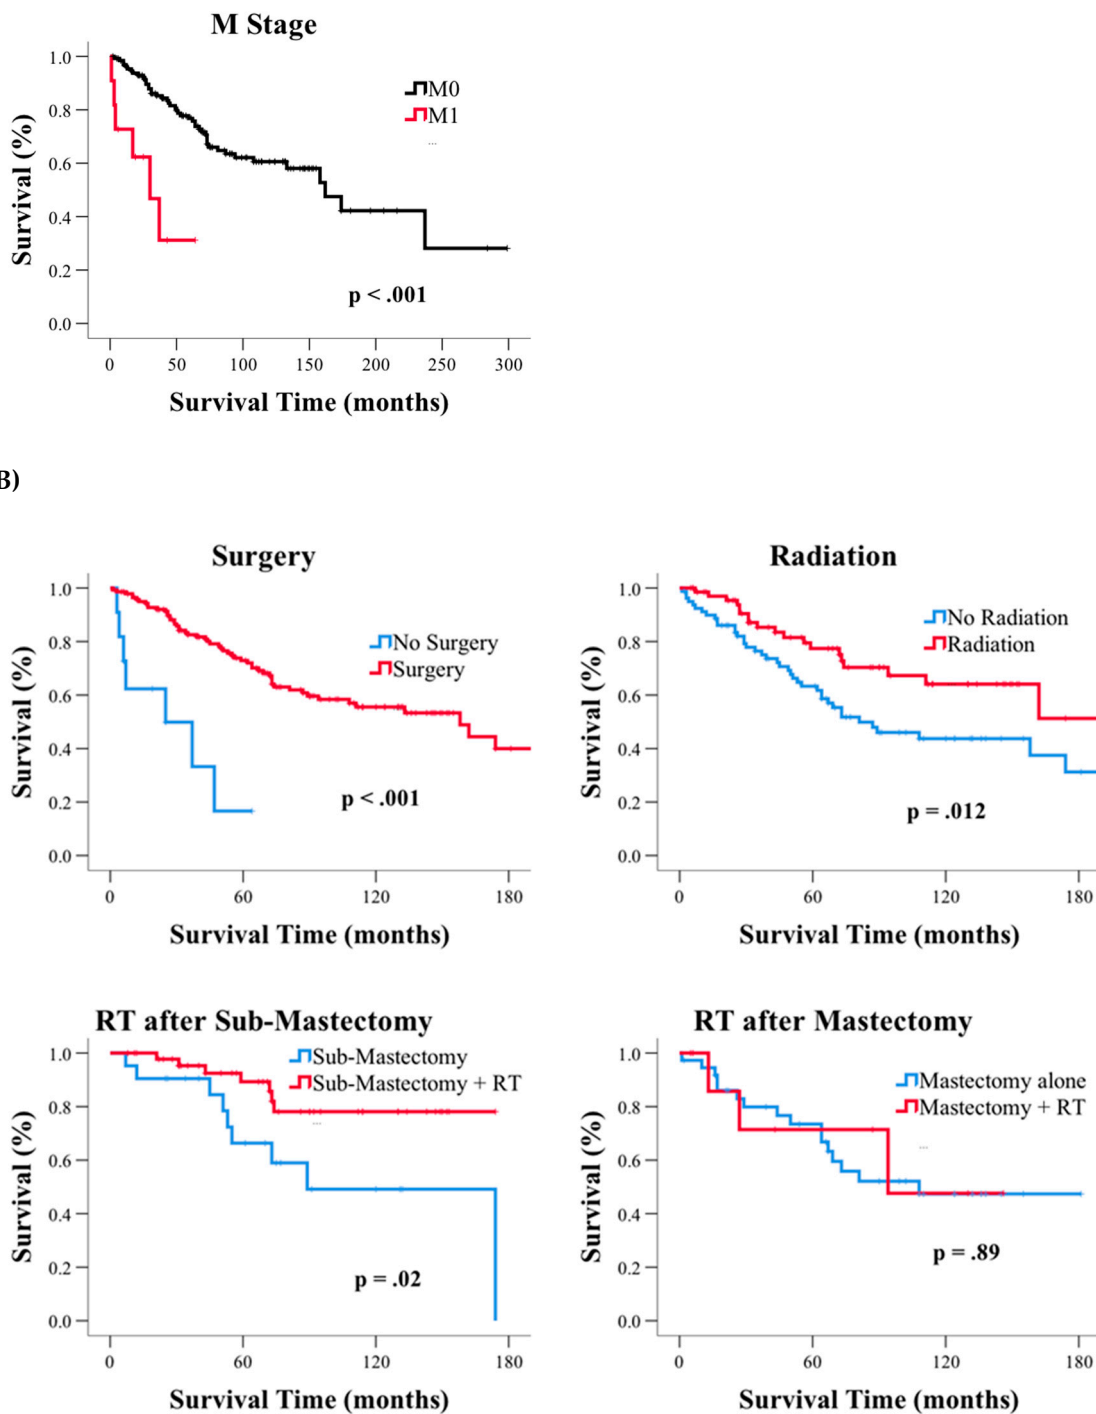 M Stage
Survival (%)
1.0
0.8
0.6
0.4
0.2
0.0
M0
M1
...
p < .001
0 50 100 150 200 250 300
Survival Time (months)
B)
Surgery
Survival (%)
1.0
0.8
0.6
0.4
0.2
0.0
No Surgery
Surgery
p < .001
0 60 120 180
Survival Time (months)
Radiation
Survival (%)
1.0
0.8
0.6
0.4
0.2
0.0
No Radiation
Radiation
p = .012
0 60 120 180
Survival Time (months)
RT after Sub-Mastectomy
Survival (%)
1.0
0.8
0.6
0.4
0.2
0.0
Sub-Mastectomy
Sub-Mastectomy + RT
...
p = .02
0 60 120 180
Survival Time (months)
RT after Mastectomy
Survival (%)
1.0
0.8
0.6
0.4
0.2
0.0
Mastectomy alone
Mastectomy + RT
...
p = .89
0 60 120 180
Survival Time (months)